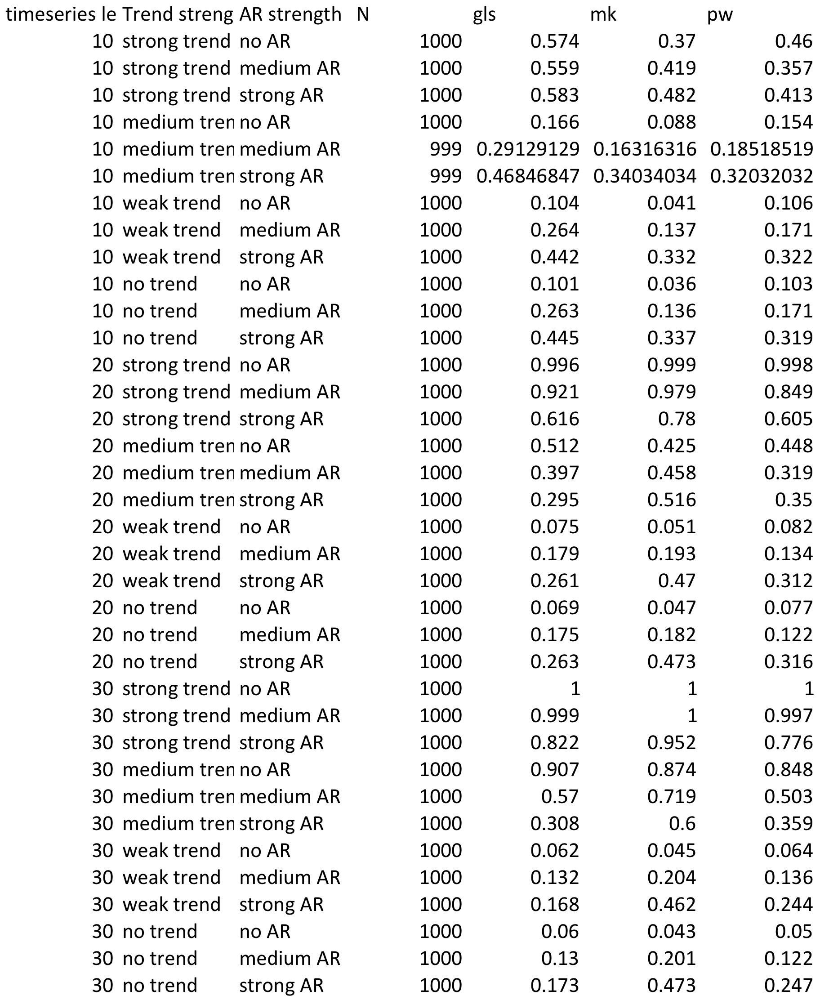 timeseries le Trend streng AR strength N gls mk pw
10 strong trend no AR 1000 0.574 0.37 0.46
10 strong trend medium AR 1000 0.559 0.419 0.357
10 strong trend strong AR 1000 0.583 0.482 0.413
10 medium tren no AR 1000 0.166 0.088 0.154
10 medium tren medium AR 999 0.29129129 0.16316316 0.18518519
10 medium tren strong AR 999 0.46846847 0.34034034 0.32032032
10 weak trend no AR 1000 0.104 0.041 0.106
10 weak trend medium AR 1000 0.264 0.137 0.171
10 weak trend strong AR 1000 0.442 0.332 0.322
10 no trend no AR 1000 0.101 0.036 0.103
10 no trend medium AR 1000 0.263 0.136 0.171
10 no trend strong AR 1000 0.445 0.337 0.319
20 strong trend no AR 1000 0.996 0.999 0.998
20 strong trend medium AR 1000 0.921 0.979 0.849
20 strong trend strong AR 1000 0.616 0.78 0.605
20 medium tren no AR 1000 0.512 0.425 0.448
20 medium tren medium AR 1000 0.397 0.458 0.319
20 medium tren strong AR 1000 0.295 0.516 0.35
20 weak trend no AR 1000 0.075 0.051 0.082
20 weak trend medium AR 1000 0.179 0.193 0.134
20 weak trend strong AR 1000 0.261 0.47 0.312
20 no trend no AR 1000 0.069 0.047 0.077
20 no trend medium AR 1000 0.175 0.182 0.122
20 no trend strong AR 1000 0.263 0.473 0.316
30 strong trend no AR 1000 1 1 1
30 strong trend medium AR 1000 0.999 1 0.997
30 strong trend strong AR 1000 0.822 0.952 0.776
30 medium tren no AR 1000 0.907 0.874 0.848
30 medium tren medium AR 1000 0.57 0.719 0.503
30 medium tren strong AR 1000 0.308 0.6 0.359
30 weak trend no AR 1000 0.062 0.045 0.064
30 weak trend medium AR 1000 0.132 0.204 0.136
30 weak trend strong AR 1000 0.168 0.462 0.244
30 no trend no AR 1000 0.06 0.043 0.05
30 no trend medium AR 1000 0.13 0.201 0.122
30 no trend strong AR 1000 0.173 0.473 0.247